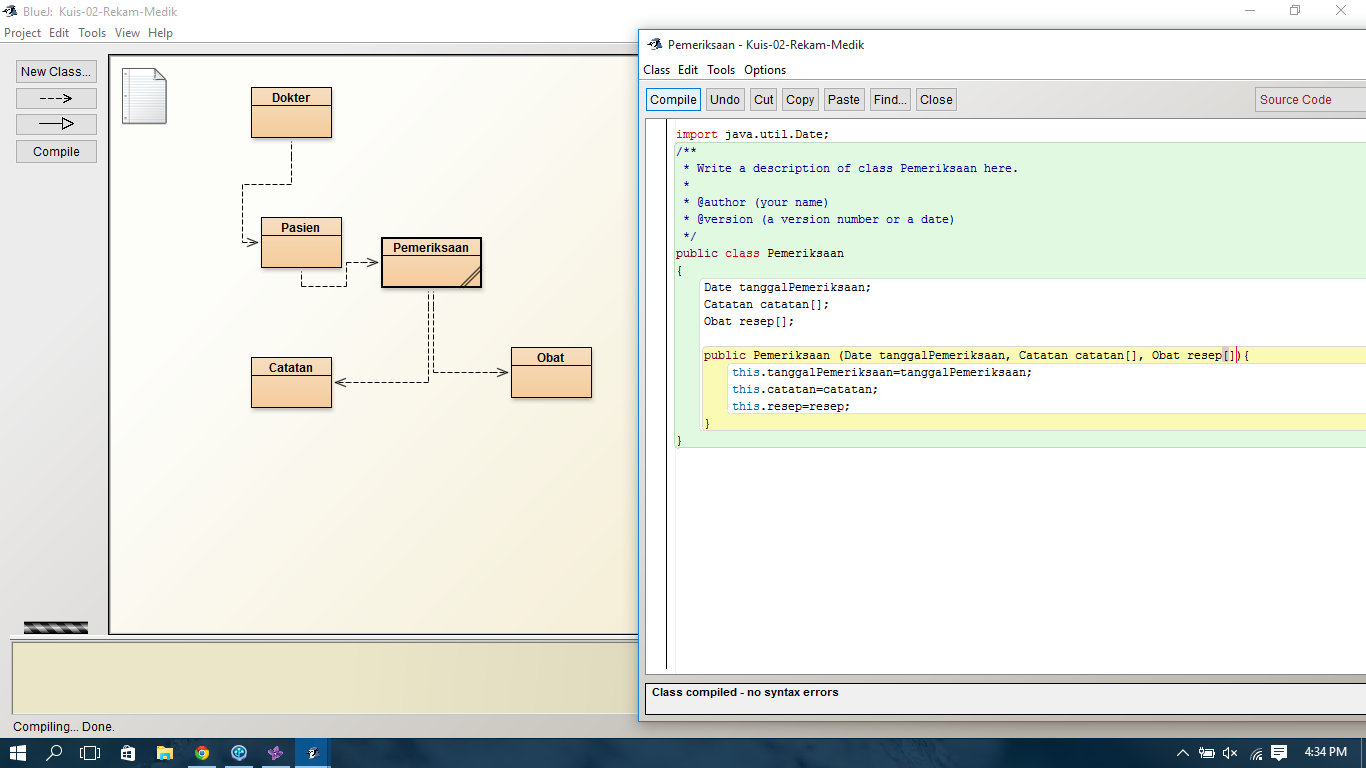 BlueJ: Kuis-02-Rekam-Medik
Project Edit Tools View Help
New Class...
Compile
Dokter
Pasien
Pemeriksaan
Catatan
Obat
Compiling... Done.
Pemeriksaan - Kuis-02-Rekam-Medik
Class Edit Tools Options
Compile Undo Cut Copy Paste Find... Close Source Code
import java.util.Date;
/**
 * Write a description of class Pemeriksaan here.
 *
 * @author (your name)
 * @version (a version number or a date)
 */
public class Pemeriksaan
{
    Date tanggalPemeriksaan;
    Catatan catatan[];
    Obat resep[];
    public Pemeriksaan (Date tanggalPemeriksaan, Catatan catatan[], Obat resep[]){
        this.tanggalPemeriksaan=tanggalPemeriksaan;
        this.catatan=catatan;
        this.resep=resep;
    }
}
Class compiled - no syntax errors
4:34 PM